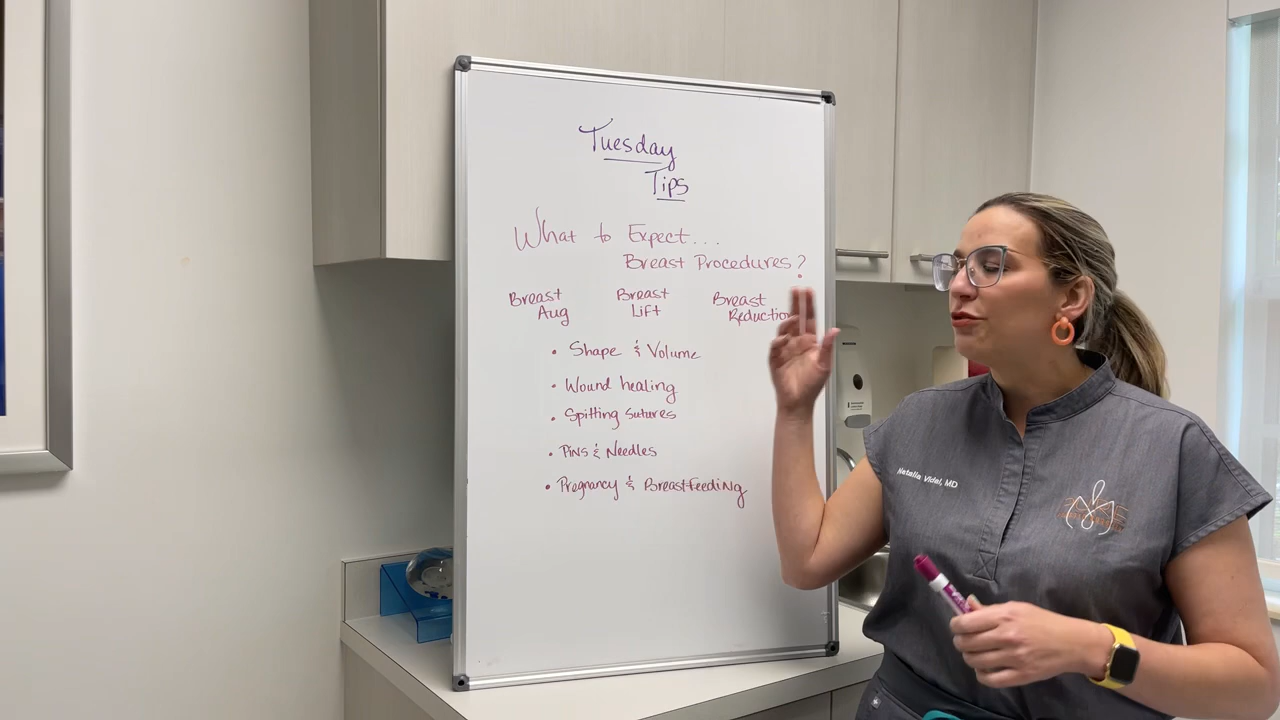 Tuesday
Tips
What to Expect...
Breast Procedures?
Breast Aug
Breast Lift
Breast Reduction
• Shape & Volume
• Wound healing
• Spitting Sutures
• Pins & Needles
• Pregnancy & Breastfeeding
Natalia Vidal, MD